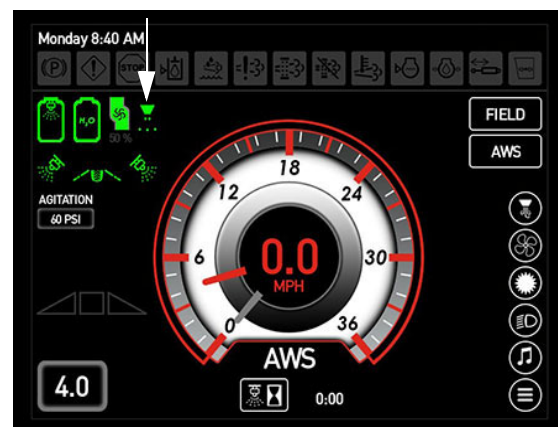 Monday 8:40 AM
(P) STOP
H₂O
50 %
FIELD
AWS
AGITATION
60 PSI
18
12 24
6 30
0 36
0.0
MPH
AWS
4.0
0:00